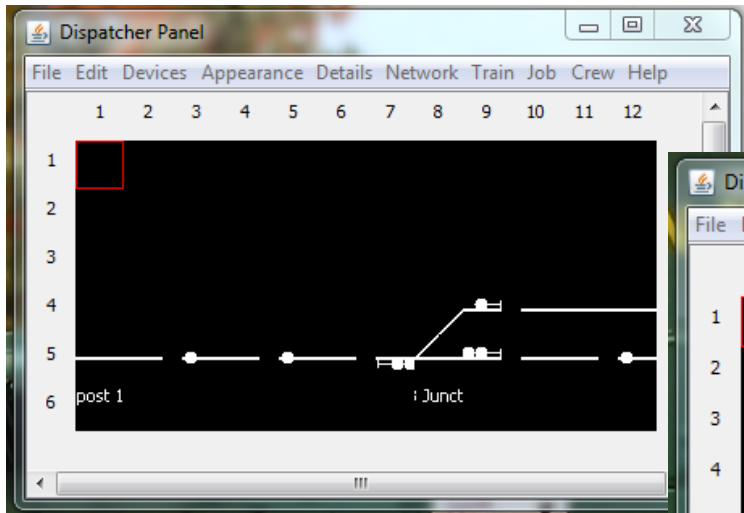 Dispatcher Panel
File Edit Devices Appearance Details Network Train Job Crew Help
1 2 3 4 5 6 7 8 9 10 11 12
1
2
3
4
5
6
post 1 Junct
Di
File
1
2
3
4